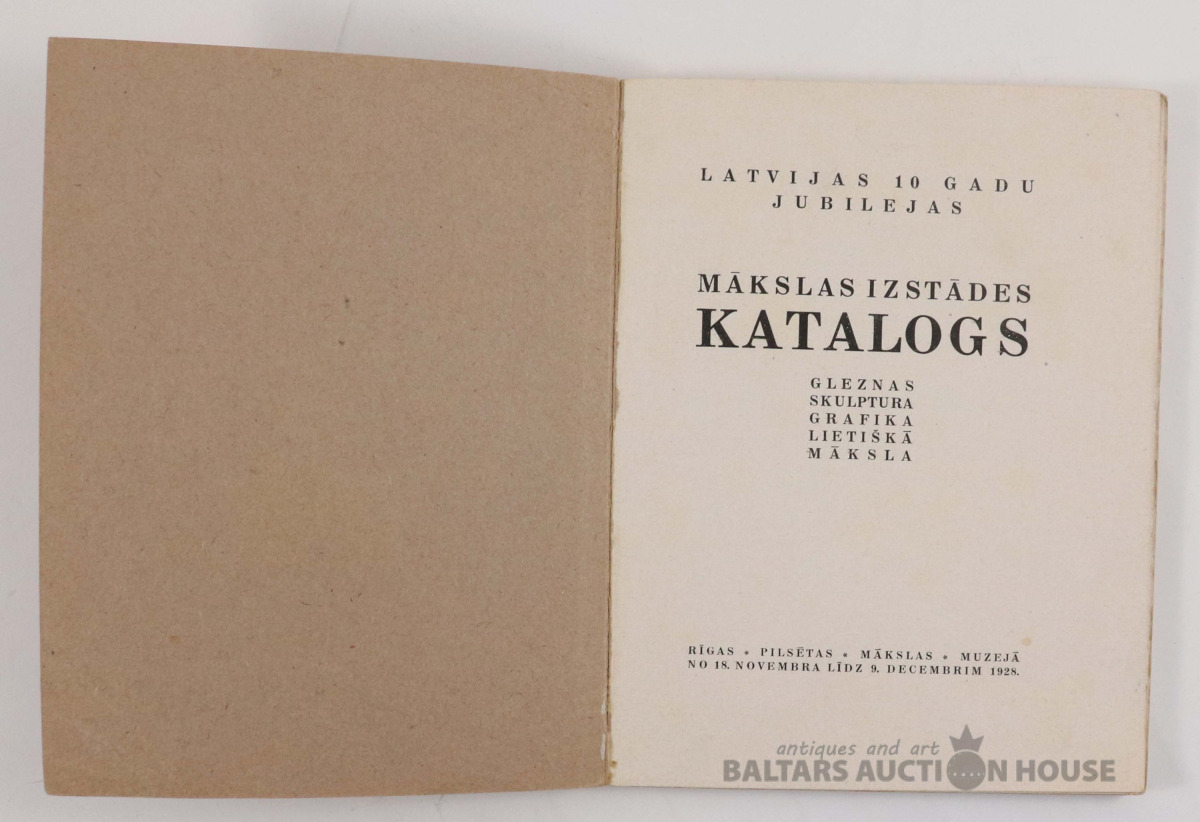 LATVIJAS 10 GADU
JUBILEJAS
MĀKSLAS IZSTĀDES
KATALOGS
GLEZNAS
SKULPTURA
GRAFIKA
LIETIŠKĀ
MĀKSLA
RĪGAS * PILSĒTAS * MĀKSLAS * MUZEJĀ
NO 18. NOVEMBRA LĪDZ 9. DECEMBRIM 1928.
antiques and art
BALTARS AUCTION HOUSE